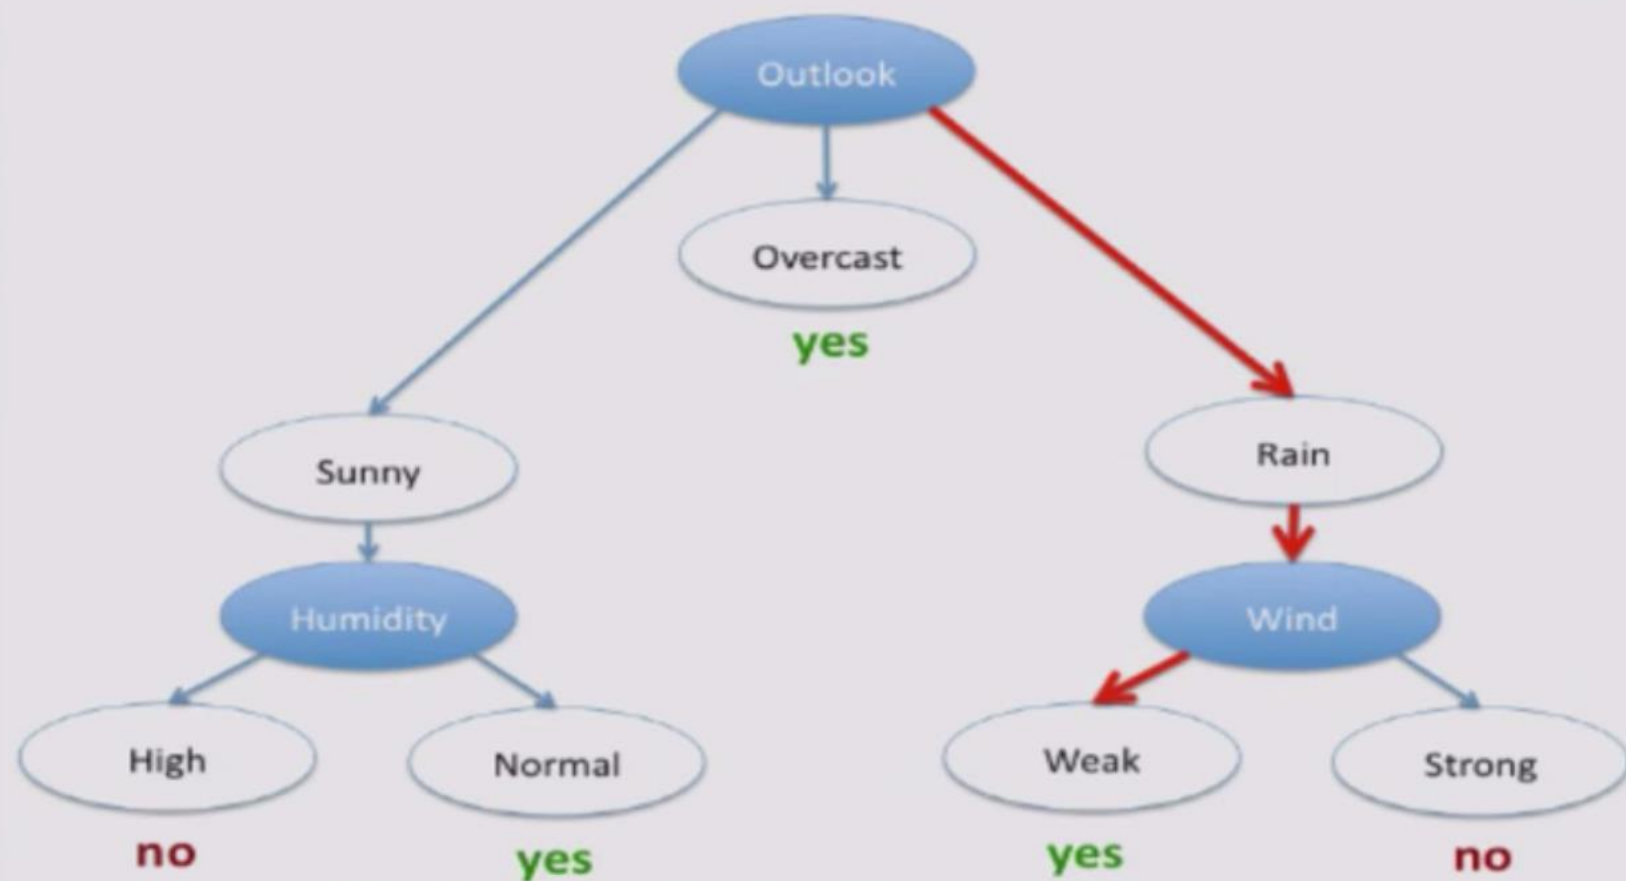 Outlook
Overcast
yes
Sunny
Rain
Humidity
Wind
High
Normal
Weak
Strong
no
yes
yes
no